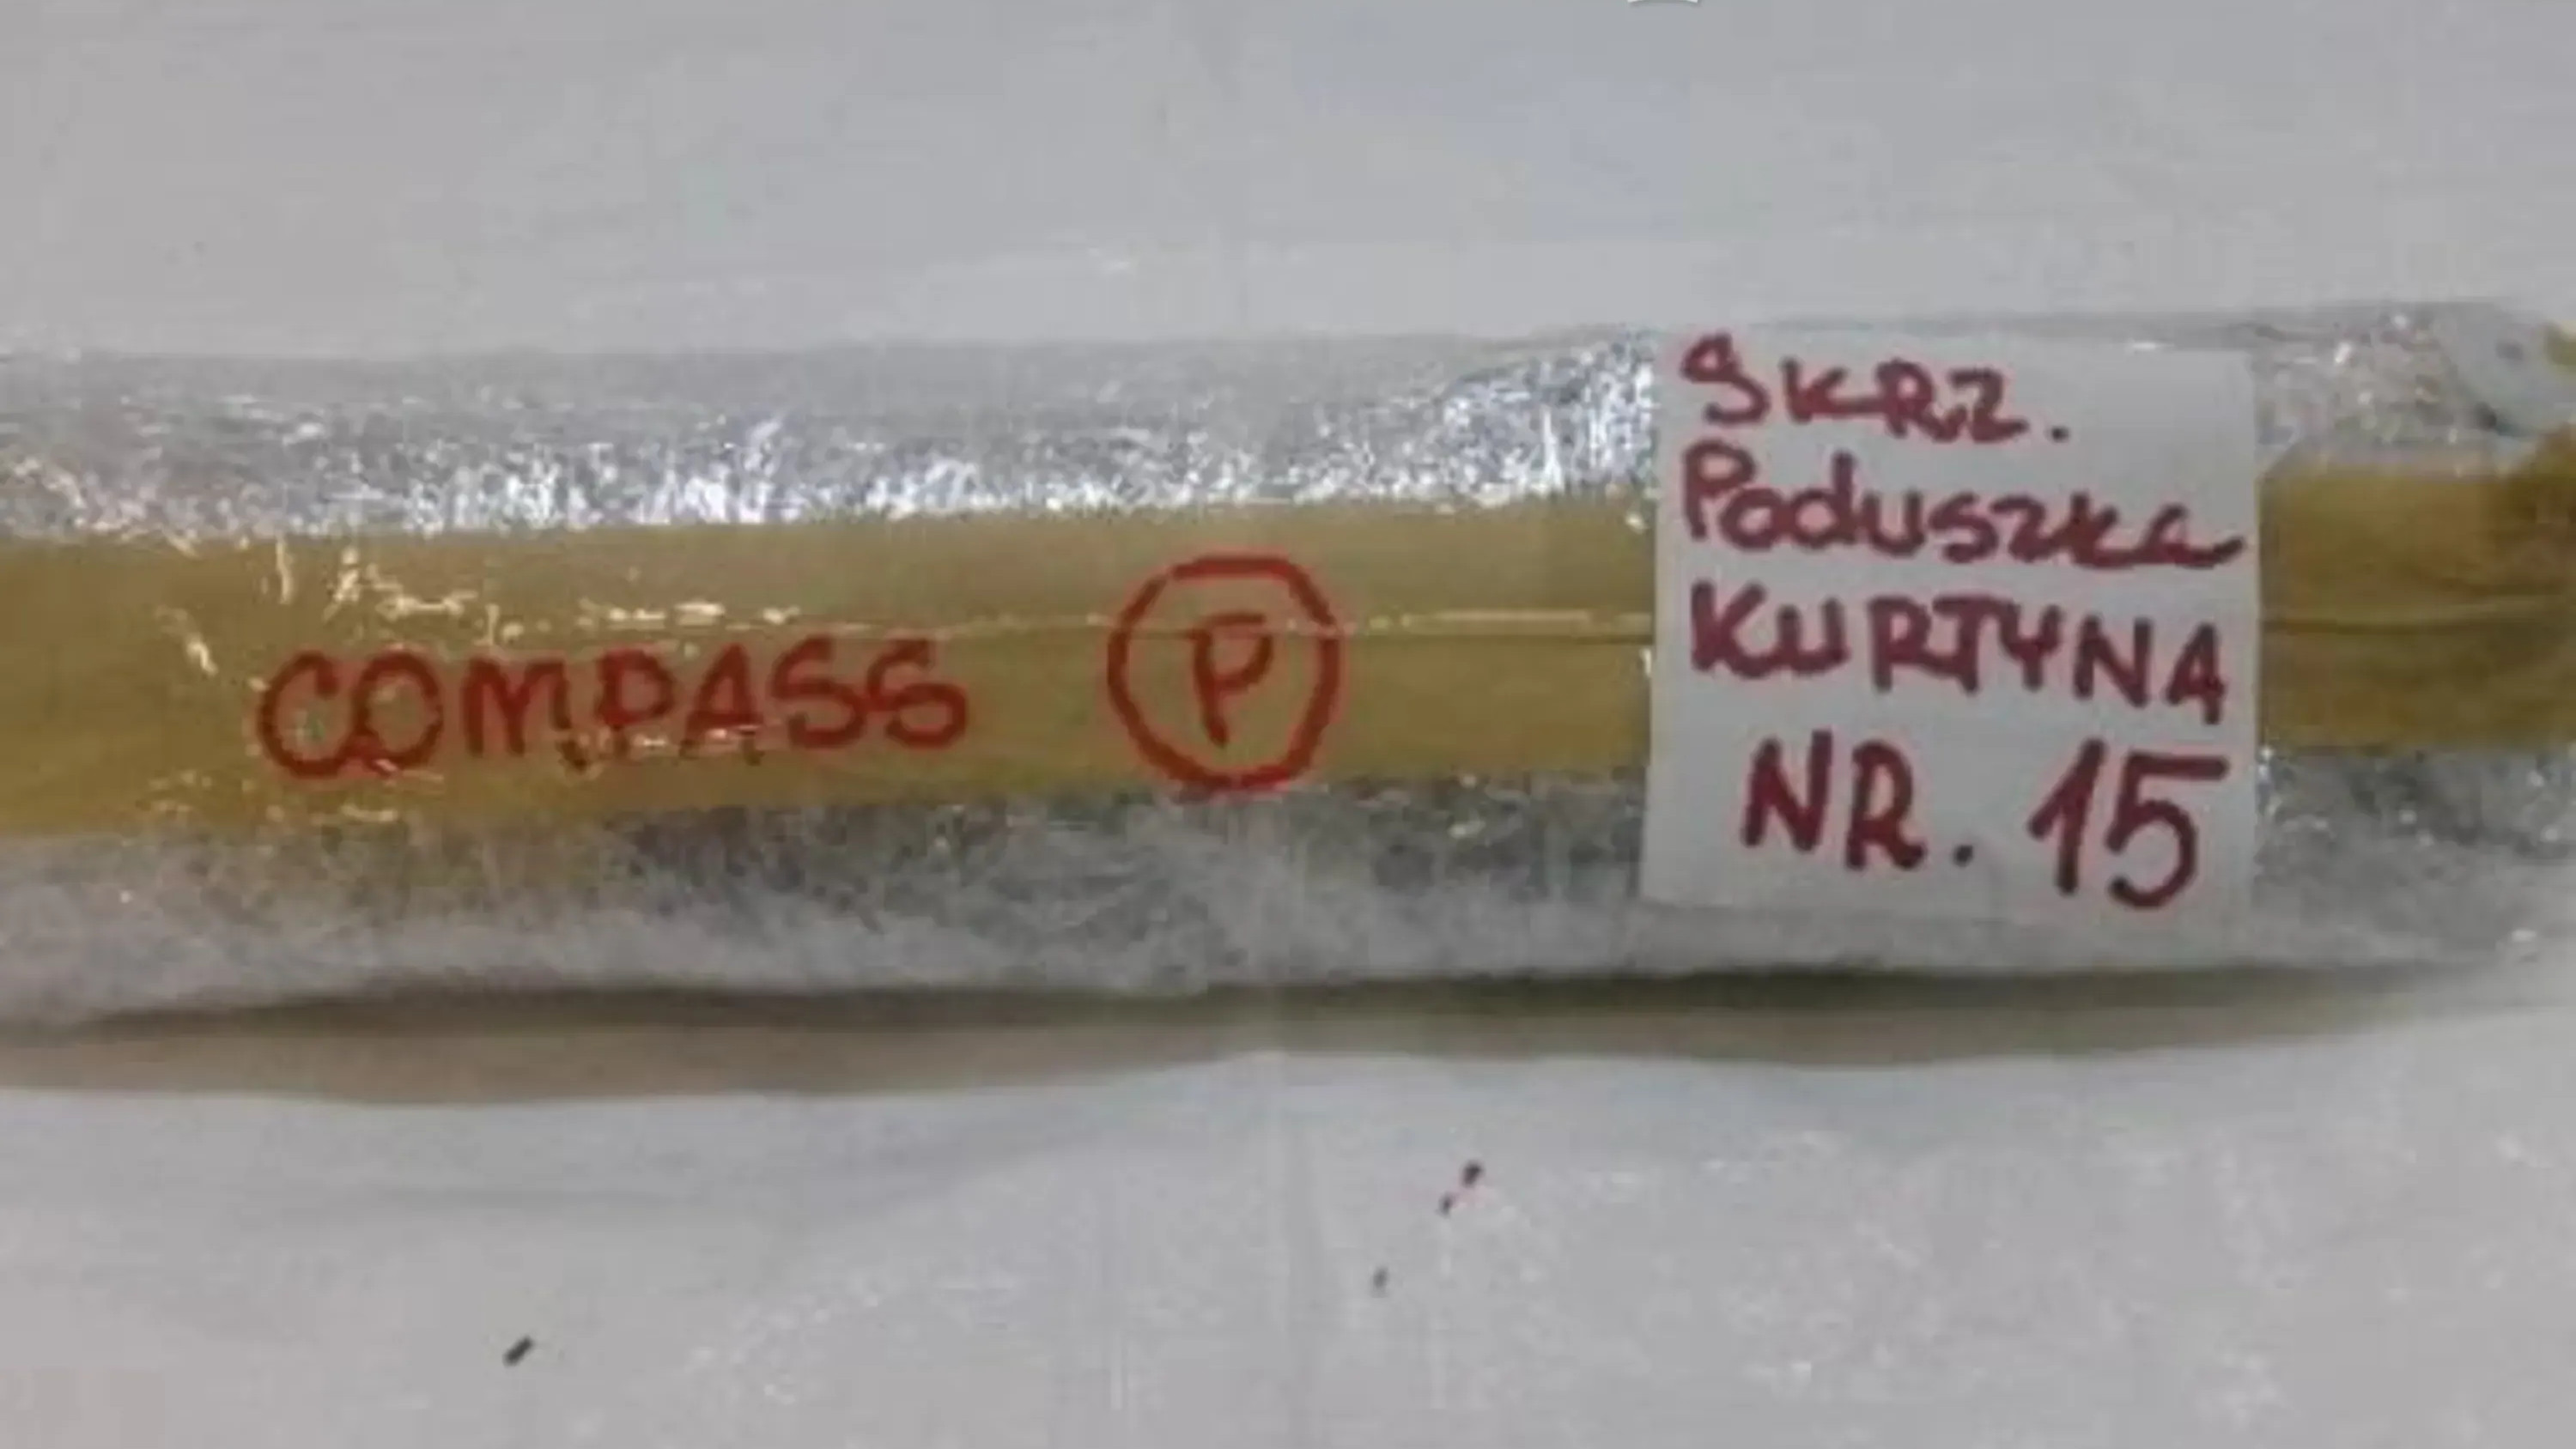 COMPASS P
SKRZ.
Poduszka
KURTYNA
NR. 15